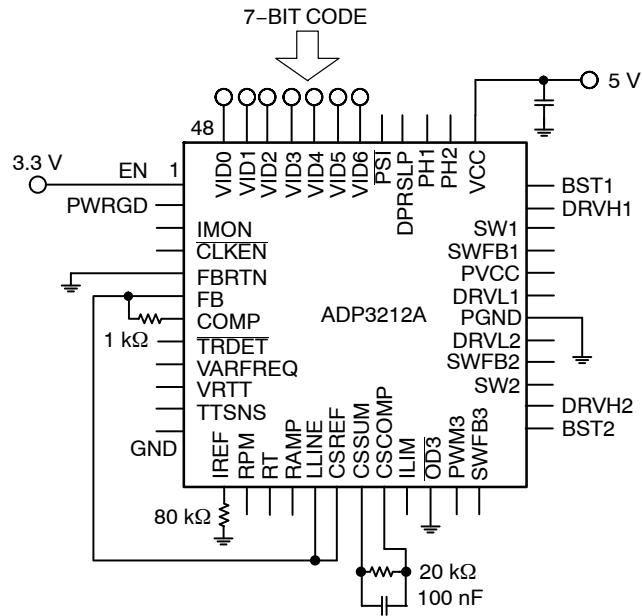 7–BIT CODE
5 V
48
VID0
VID1
VID2
VID3
VID4
VID5
VID6
PSI
DPRSLP
PH1
PH2
VCC
3.3 V
EN
1
PWRGD
IMON
CLKEN
FBRTN
FB
COMP
1 kΩ
TRDET
VARFREQ
VRTT
TTSNS
GND
ADP3212A
BST1
DRVH1
SW1
SWFB1
PVCC
DRVL1
PGND
DRVL2
SWFB2
SW2
DRVH2
BST2
IREF
RPM
RT
RAMP
LLINE
CSREF
CSSUM
CSCOMP
ILIM
OD3
PWM3
SWFB3
80 kΩ
20 kΩ
100 nF